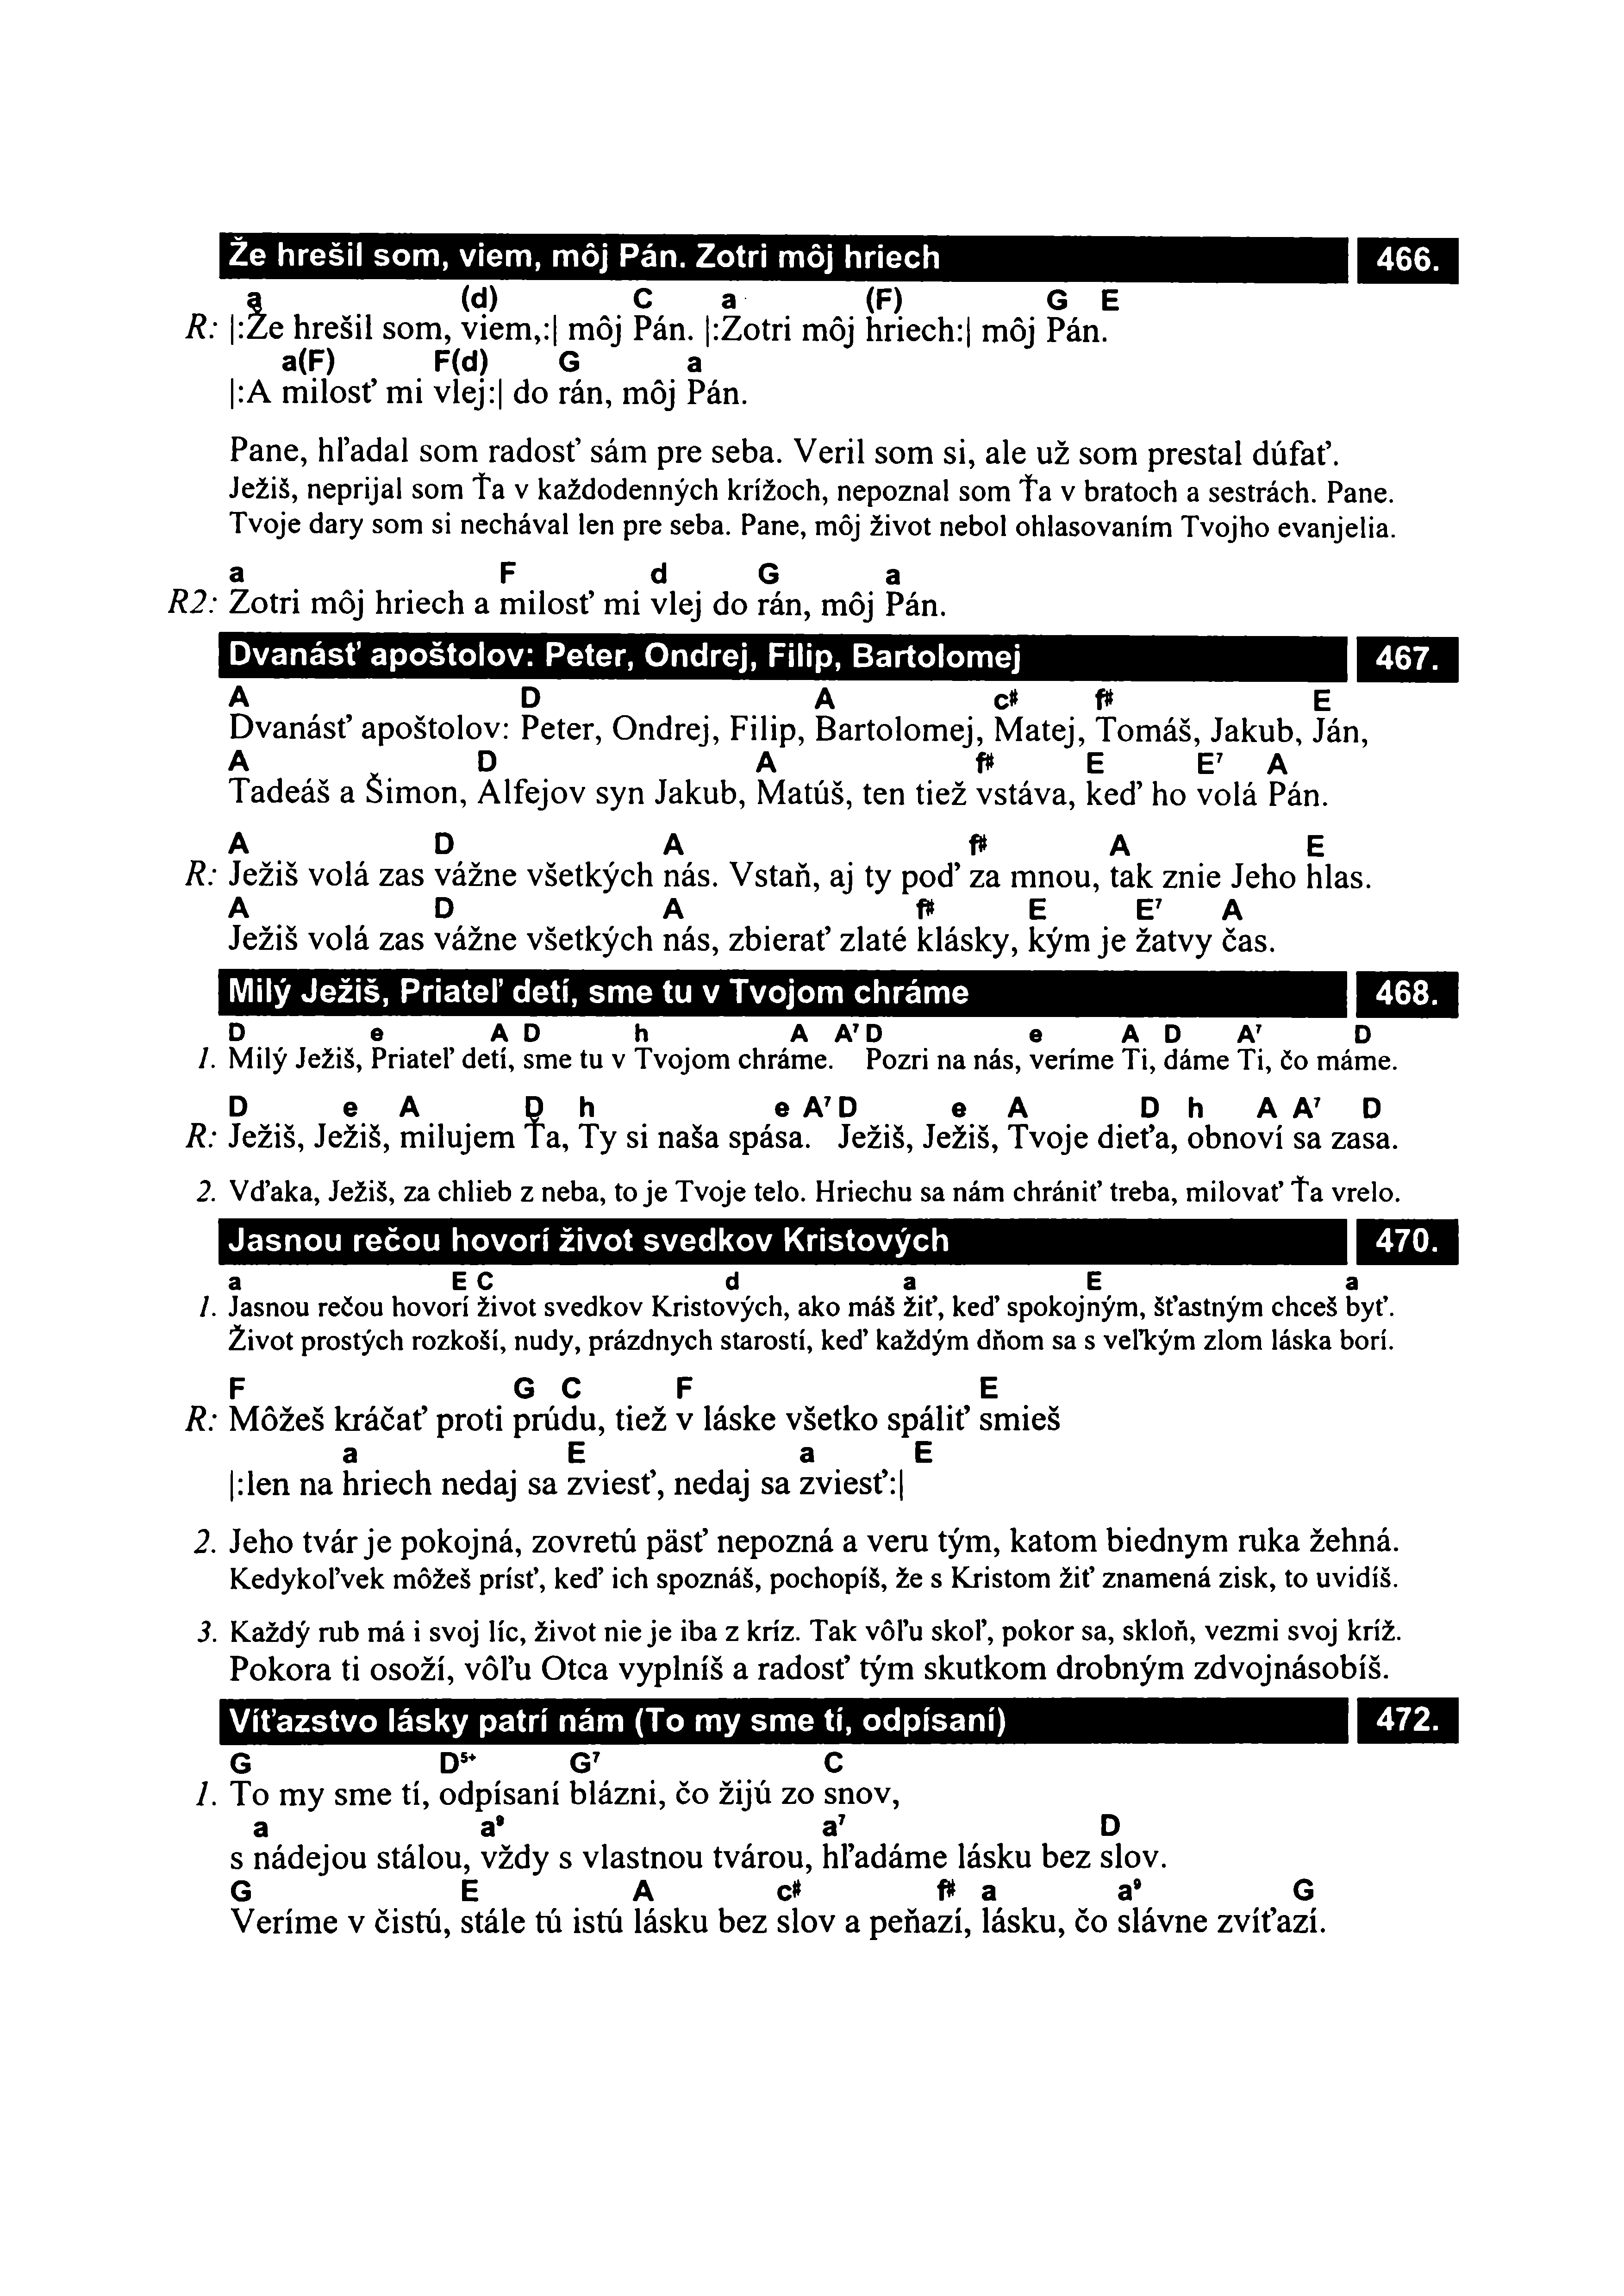 Že hrešil som, viem, môj Pán. Zotri môj hriech 466.
a (d) C a (F) G E
R: |:Že hrešil som, viem,:| môj Pán. |:Zotri môj hriech:| môj Pán.
a(F) F(d) G a
|:A milosť mi vlej:| do rán, môj Pán.
Pane, hľadal som radosť sám pre seba. Veril som si, ale už som prestal dúfať.
Ježiš, neprijal som Ťa v každodenných krížoch, nepoznal som Ťa v bratoch a sestrách. Pane.
Tvoje dary som si nechával len pre seba. Pane, môj život nebol ohlasovaním Tvojho evanjelia.
a F d G a
R2: Zotri môj hriech a milosť mi vlej do rán, môj Pán.
Dvanásť apoštolov: Peter, Ondrej, Filip, Bartolomej 467.
A D A c# f# E
Dvanásť apoštolov: Peter, Ondrej, Filip, Bartolomej, Matej, Tomáš, Jakub, Ján,
A D A f# E E⁷ A
Tadeáš a Šimon, Alfejov syn Jakub, Matúš, ten tiež vstáva, keď ho volá Pán.
A D A f# A E
R: Ježiš volá zas vážne všetkých nás. Vstaň, aj ty poď za mnou, tak znie Jeho hlas.
A D A f# E E⁷ A
Ježiš volá zas vážne všetkých nás, zbierať zlaté klásky, kým je žatvy čas.
Milý Ježiš, Priateľ detí, sme tu v Tvojom chráme 468.
D e A D h A A⁷ D e A D A⁷ D
1. Milý Ježiš, Priateľ detí, sme tu v Tvojom chráme. Pozri na nás, veríme Ti, dáme Ti, čo máme.
D e A D h e A⁷ D e A D h A A⁷ D
R: Ježiš, Ježiš, milujem Ťa, Ty si naša spása. Ježiš, Ježiš, Tvoje dieťa, obnoví sa zasa.
2. Vďaka, Ježiš, za chlieb z neba, to je Tvoje telo. Hriechu sa nám chrániť treba, milovať Ťa vrelo.
Jasnou rečou hovorí život svedkov Kristových 470.
a E C d a E a
1. Jasnou rečou hovorí život svedkov Kristových, ako máš žiť, keď spokojným, šťastným chceš byť.
Život prostých rozkoší, nudy, prázdnych starostí, keď každým dňom sa s veľkým zlom láska borí.
F G C F E
R: Môžeš kráčať proti prúdu, tiež v láske všetko spáliť smieš
a E a E
|:len na hriech nedaj sa zviesť, nedaj sa zviesť:|
2. Jeho tvár je pokojná, zovretú päsť nepozná a veru tým, katom biednym ruka žehná.
Kedykoľvek môžeš prísť, keď ich spoznáš, pochopíš, že s Kristom žiť znamená zisk, to uvidíš.
3. Každý rub má i svoj líc, život nie je iba z kríz. Tak vôľu skoľ, pokor sa, skloň, vezmi svoj kríž.
Pokora ti osoží, vôľu Otca vyplníš a radosť tým skutkom drobným zdvojnásobíš.
Víťazstvo lásky patrí nám (To my sme tí, odpísaní) 472.
G D⁵⁺ G⁷ C
1. To my sme tí, odpísaní blázni, čo žijú zo snov,
a a⁹ a⁷ D
s nádejou stálou, vždy s vlastnou tvárou, hľadáme lásku bez slov.
G E A c# f# a a⁹ G
Veríme v čistú, stále tú istú lásku bez slov a peňazí, lásku, čo slávne zvíťazí.